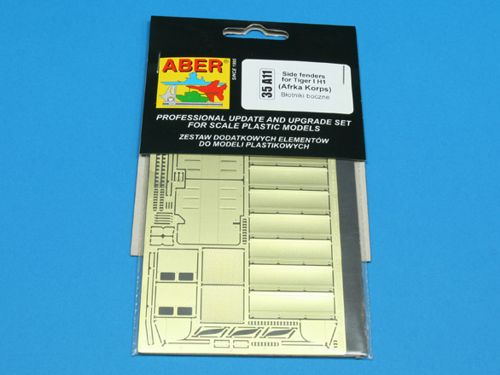 ABER
SINCE 1995
35 A11
Side fenders
for Tiger I H1
(Afrka Korps)
Błotniki boczne
PROFESSIONAL UPDATE AND UPGRADE SET
FOR SCALE PLASTIC MODELS
ZESTAW DODATKOWYCH ELEMENTÓW
DO MODELI PLASTIKOWYCH